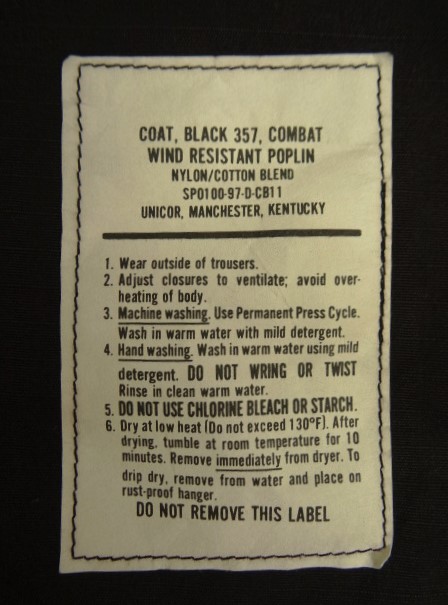 COAT, BLACK 357, COMBAT
WIND RESISTANT POPLIN
NYLON/COTTON BLEND
SPO100-97-D-CB11
UNICOR, MANCHESTER, KENTUCKY
1. Wear outside of trousers.
2. Adjust closures to ventilate; avoid over-
heating of body.
3. Machine washing. Use Permanent Press Cycle.
Wash in warm water with mild detergent.
4. Hand washing. Wash in warm water using mild
detergent. DO NOT WRING OR TWIST
Rinse in clean warm water.
5. DO NOT USE CHLORINE BLEACH OR STARCH.
6. Dry at low heat (Do not exceed 130°F). After
drying, tumble at room temperature for 10
minutes. Remove immediately from dryer. To
drip dry, remove from water and place on
rust-proof hanger.
DO NOT REMOVE THIS LABEL